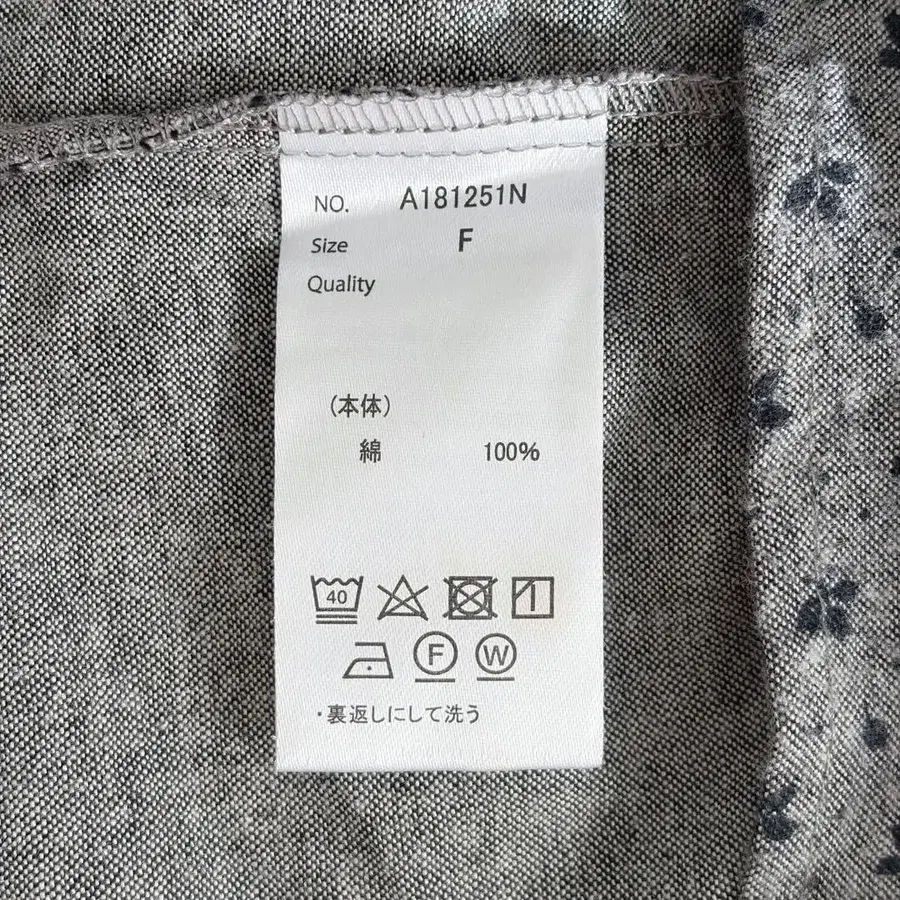 NO. A181251N
Size F
Quality
(本体)
綿 100%
40
F W
・裏返しにして洗う